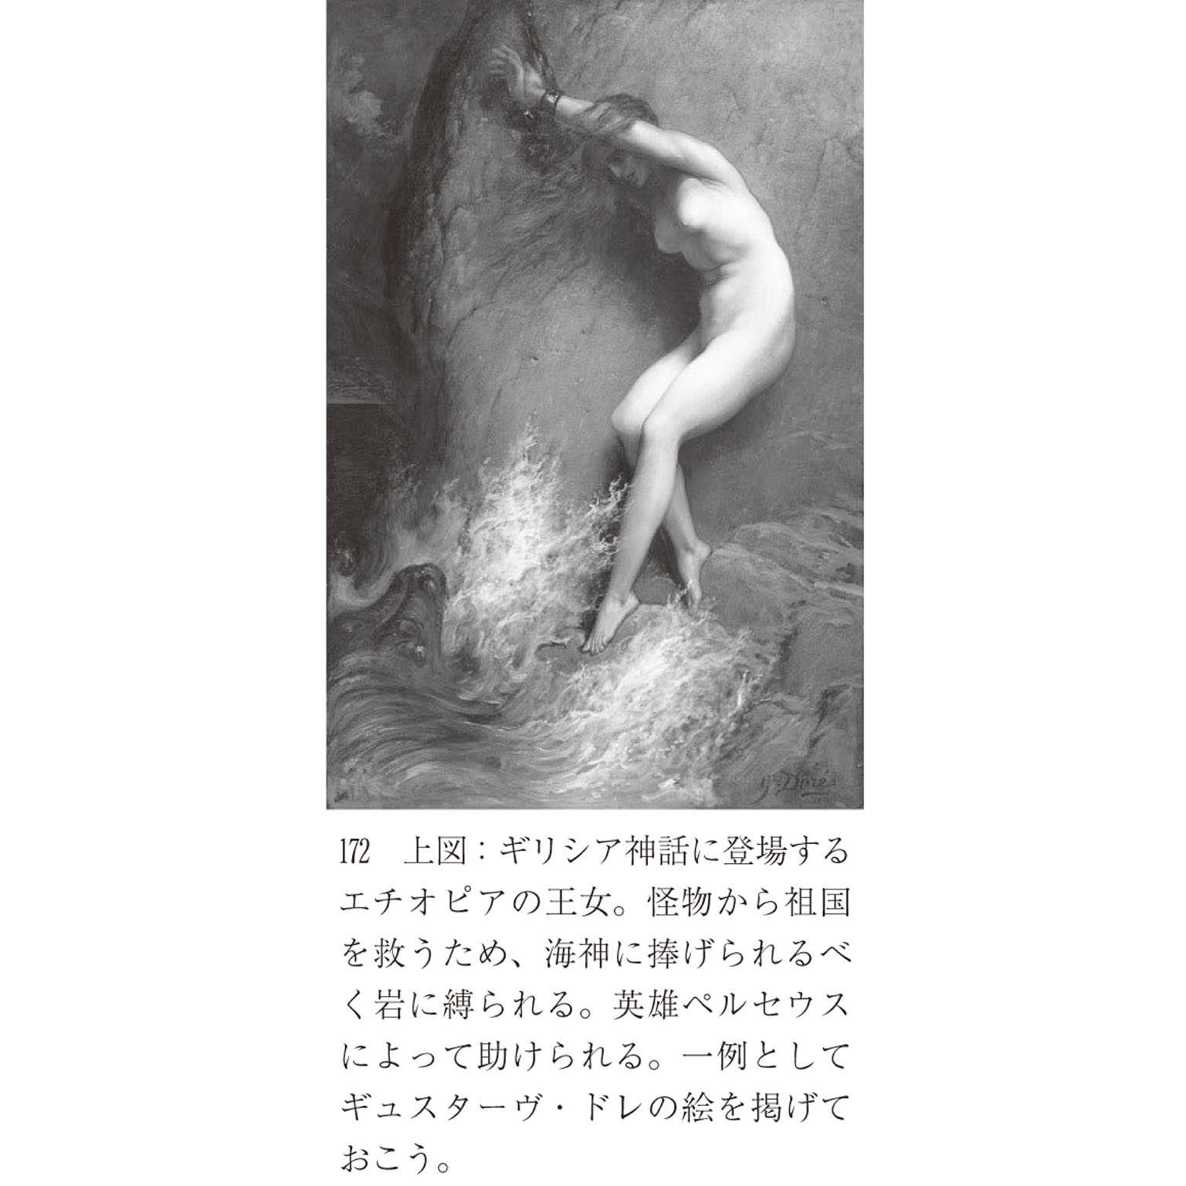 G. Doré
172　上図：ギリシア神話に登場する
エチオピアの王女。怪物から祖国
を救うため、海神に捧げられるべ
く岩に縛られる。英雄ペルセウス
によって助けられる。一例として
ギュスターヴ・ドレの絵を掲げて
おこう。